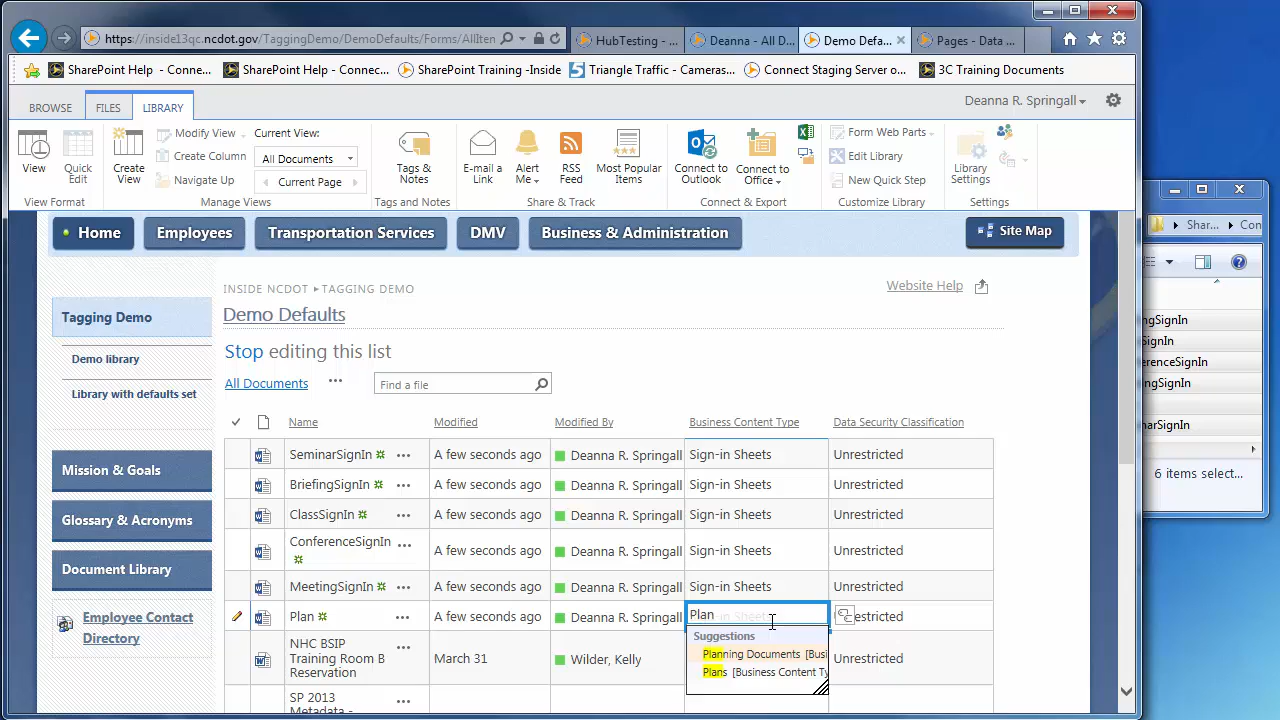 https://inside13qc.ncdot.gov/TaggingDemo/DemoDefaults/Forms/AllItem
HubTesting - ...
Deanna - All D...
Demo Defa...
Pages - Data ...
SharePoint Help - Conne...
SharePoint Help - Connec...
SharePoint Training -Inside
Triangle Traffic - Cameras...
Connect Staging Server o...
3C Training Documents
BROWSE
FILES
LIBRARY
Deanna R. Springall
View
Quick Edit
Create View
Modify View
Create Column
Navigate Up
Current View:
All Documents
Current Page
Tags & Notes
E-mail a Link
Alert Me
RSS Feed
Most Popular Items
Connect to Outlook
Connect to Office
Form Web Parts
Edit Library
New Quick Step
Library Settings
View Format
Manage Views
Tags and Notes
Share & Track
Connect & Export
Customize Library
Settings
Home
Employees
Transportation Services
DMV
Business & Administration
Site Map
INSIDE NCDOT ▸ TAGGING DEMO
Website Help
Demo Defaults
Stop editing this list
All Documents
...
Find a file
Tagging Demo
Demo library
Library with defaults set
Mission & Goals
Glossary & Acronyms
Document Library
Employee Contact
Directory
Name Modified Modified By Business Content Type Data Security Classification
SeminarSignIn ... A few seconds ago Deanna R. Springall Sign-in Sheets Unrestricted
BriefingSignIn ... A few seconds ago Deanna R. Springall Sign-in Sheets Unrestricted
ClassSignIn ... A few seconds ago Deanna R. Springall Sign-in Sheets Unrestricted
ConferenceSignIn ... A few seconds ago Deanna R. Springall Sign-in Sheets Unrestricted
MeetingSignIn ... A few seconds ago Deanna R. Springall Sign-in Sheets Unrestricted
Plan ... A few seconds ago Deanna R. Springall Plan estricted
Suggestions
Planning Documents [Busi
Plans [Business Content Ty
NHC BSIP
Training Room B
Reservation
... March 31 Wilder, Kelly Unrestricted
SP 2013
Metadata -
...
Shar...
Con
ngSignIn
SignIn
erenceSignIn
ingSignIn
narSignIn
6 items select...